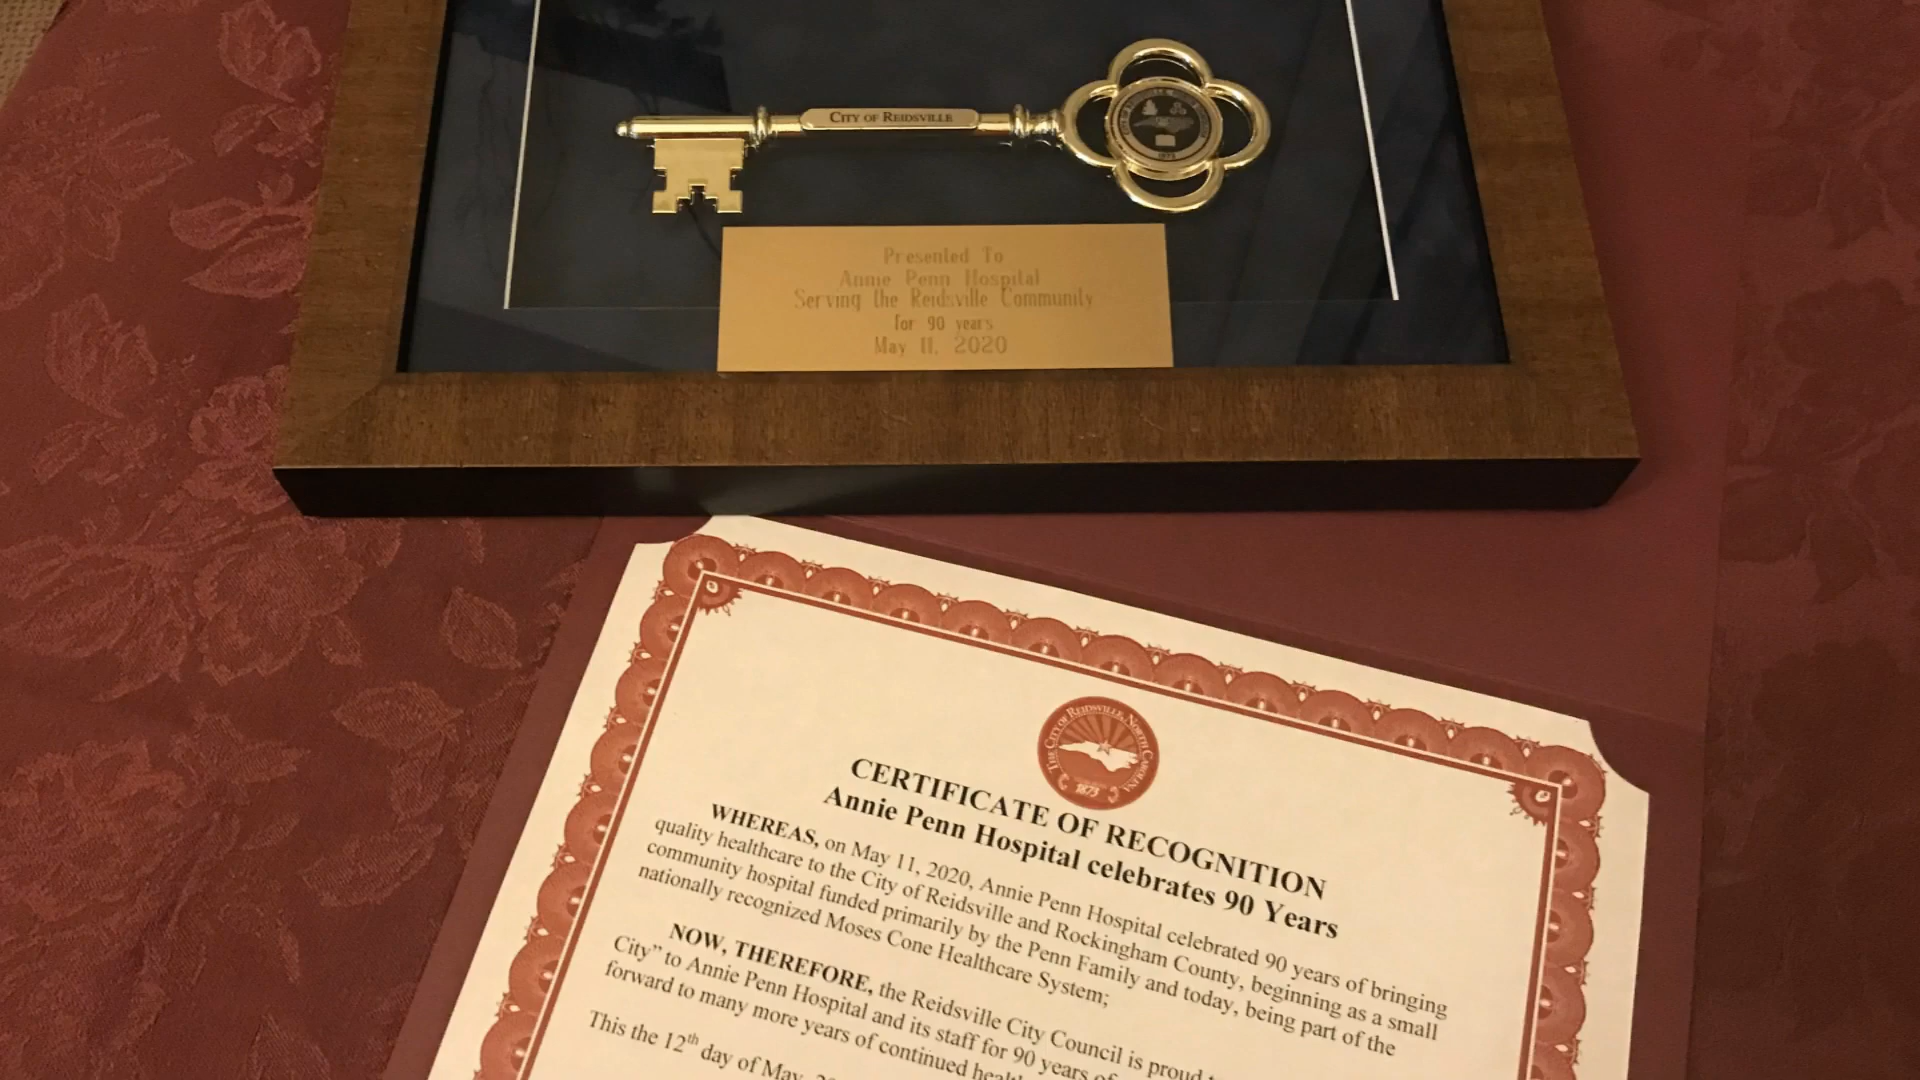 CITY OF REIDSVILLE
1873
Presented To
Annie Penn Hospital
Serving the Reidsville Community
for 90 years
May 11, 2020
THE CITY OF REIDSVILLE, NORTH CAROLINA
1873
CERTIFICATE OF RECOGNITION
Annie Penn Hospital celebrates 90 Years
WHEREAS, on May 11, 2020, Annie Penn Hospital celebrated 90 years of bringing
quality healthcare to the City of Reidsville and Rockingham County, beginning as a small
community hospital funded primarily by the Penn Family and today, being part of the
nationally recognized Moses Cone Healthcare System;
NOW, THEREFORE, the Reidsville City Council is proud
City” to Annie Penn Hospital and its staff for 90 years of
forward to many more years of continued
This the 12th day of May,